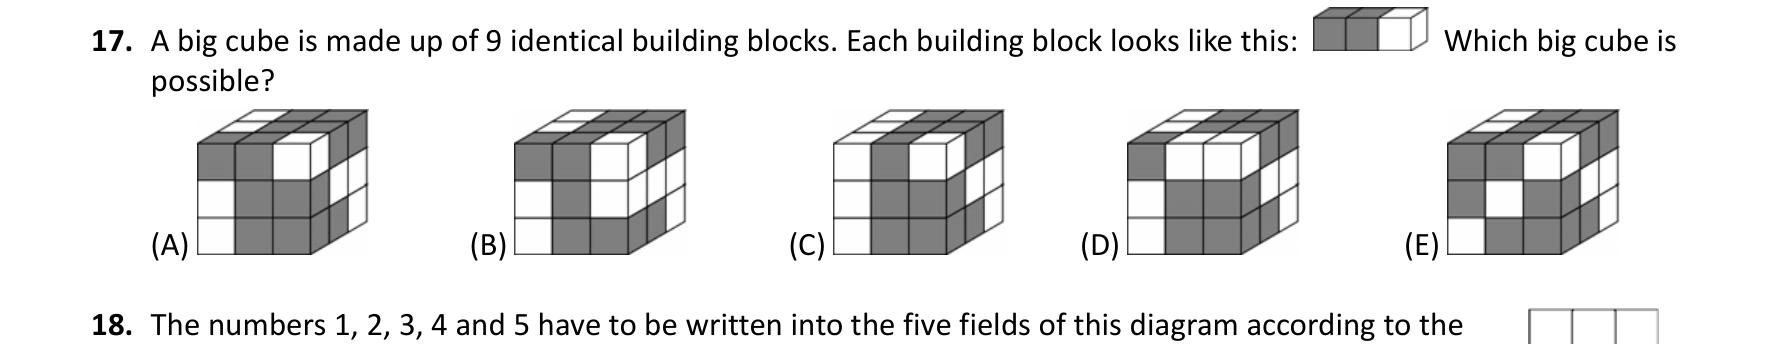 17. A big cube is made up of 9 identical building blocks. Each building block looks like this: Which big cube is
possible?
(A) (B) (C) (D) (E)
18. The numbers 1, 2, 3, 4 and 5 have to be written into the five fields of this diagram according to the